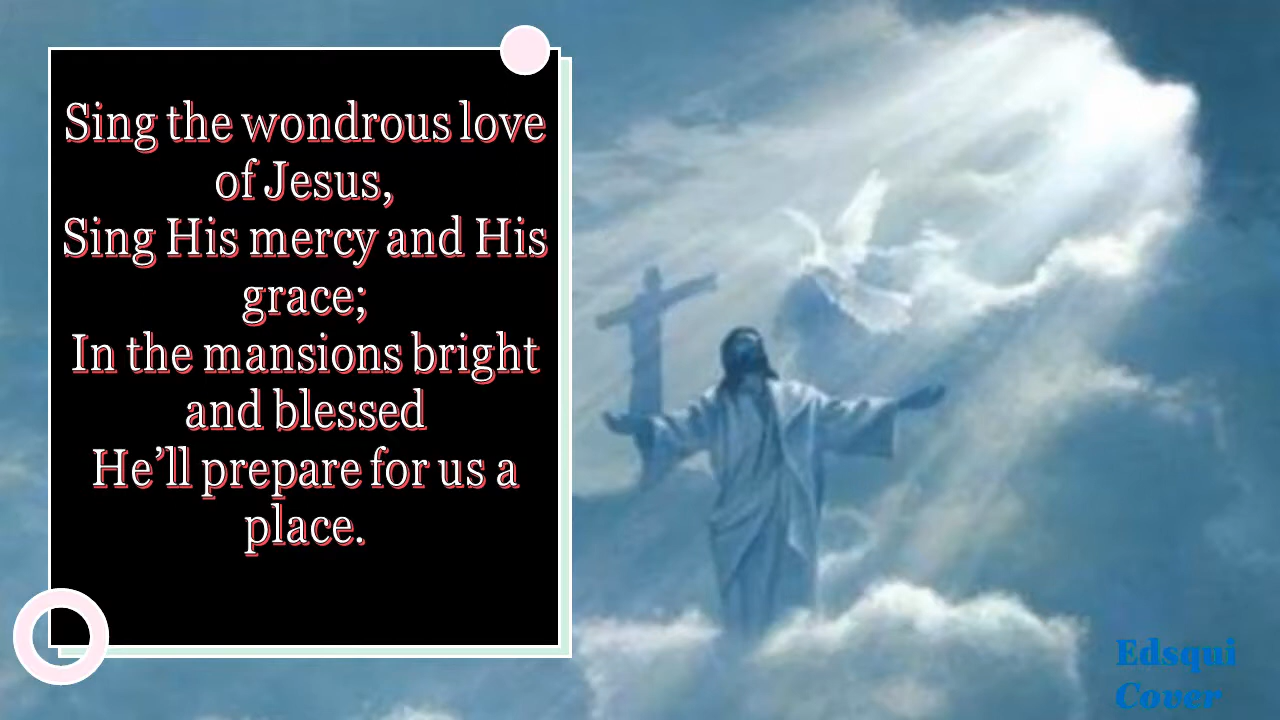 Sing the wondrous love
of Jesus,
Sing His mercy and His
grace;
In the mansions bright
and blessed
He’ll prepare for us a
place.
Edsqui
Cover